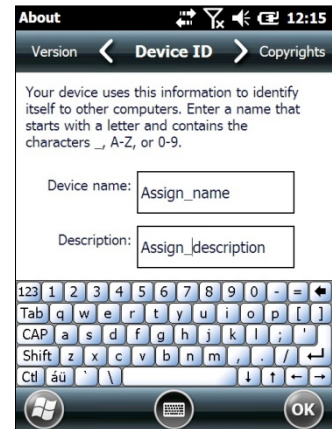 About 12:15
Version Device ID Copyrights
Your device uses this information to identify
itself to other computers. Enter a name that
starts with a letter and contains the
characters _, A-Z, or 0-9.
Device name: Assign_name
Description: Assign_description
123 1 2 3 4 5 6 7 8 9 0 - =
Tab q w e r t y u i o p [ ]
CAP a s d f g h j k l ; '
Shift z x c v b n m , . /
Ctl áü ` \
OK